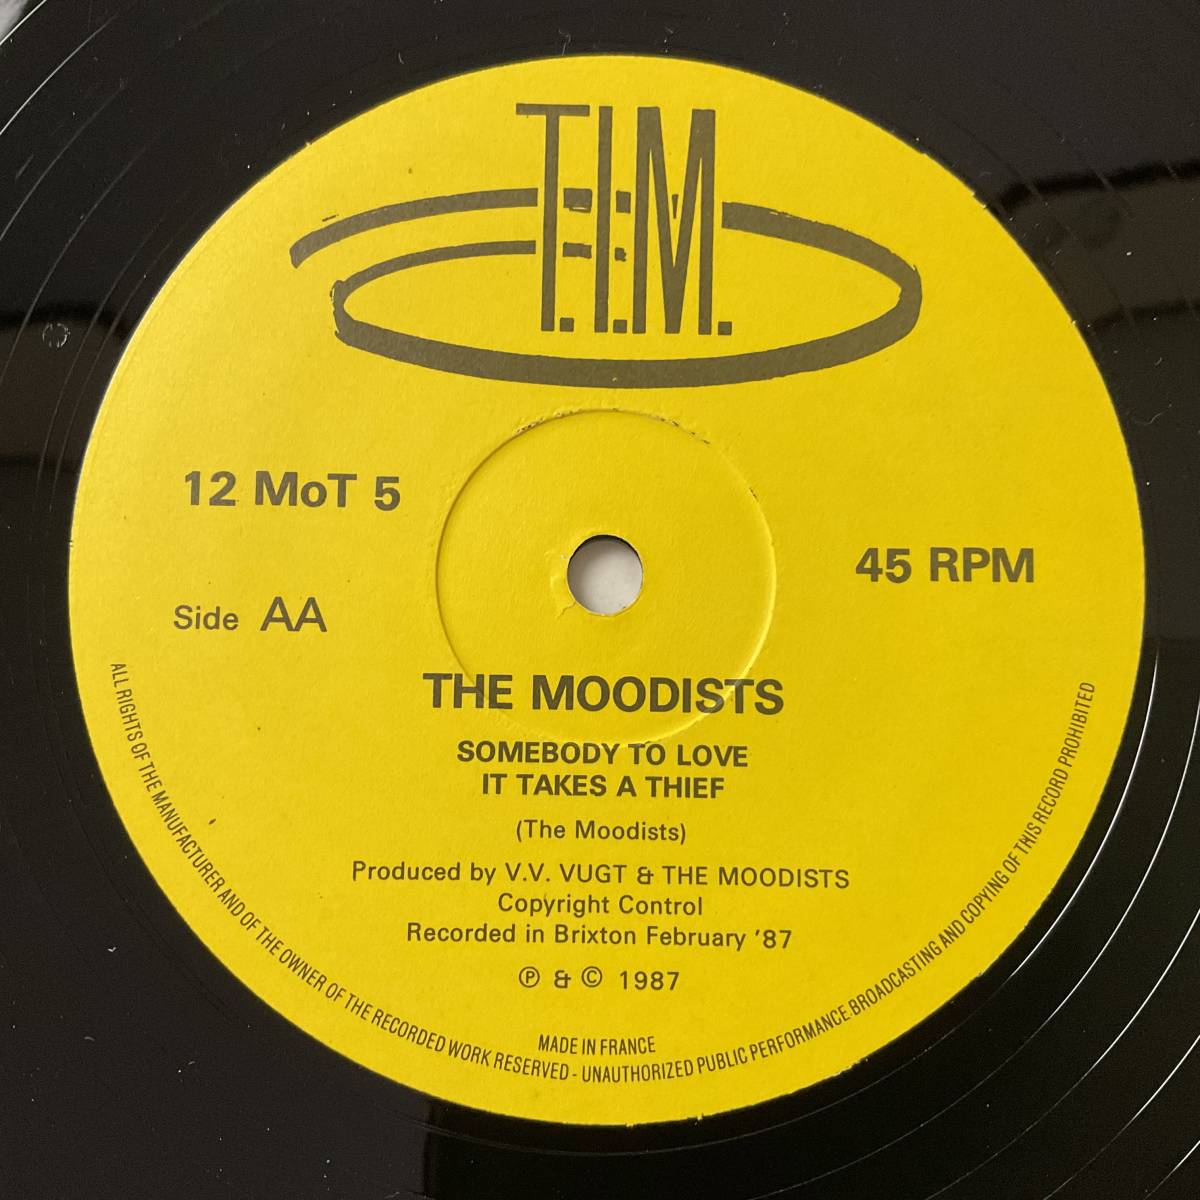 T.I.M.
12 MoT 5
45 RPM
Side AA
THE MOODISTS
SOMEBODY TO LOVE
IT TAKES A THIEF
(The Moodists)
Produced by V.V. VUGT & THE MOODISTS
Copyright Control
Recorded in Brixton February '87
℗ & © 1987
MADE IN FRANCE
ALL RIGHTS OF THE MANUFACTURER AND OF THE OWNER OF THE RECORDED WORK RESERVED - UNAUTHORIZED PUBLIC PERFORMANCE.BROADCASTING AND COPYING OF THIS RECORD PROHIBITED